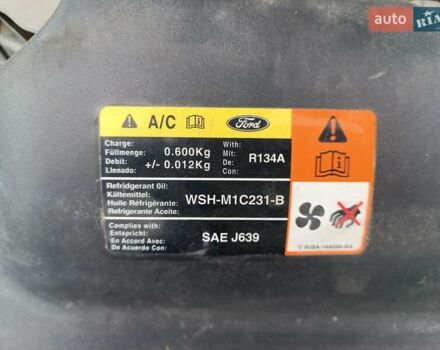 auto RIA
A/C Ford
Charge: With:
Füllmenge: 0.600Kg Mit: R134A
Debit: +/- 0.012Kg De:
Llenado: Con:
Refridgerant Oil:
Kältemittel: WSH-M1C231-B
Huile Réfrigérante:
Refrigerante Aceite:
Complies with:
Entspricht: SAE J639
En Accord Avec:
De Acuerdo Con: